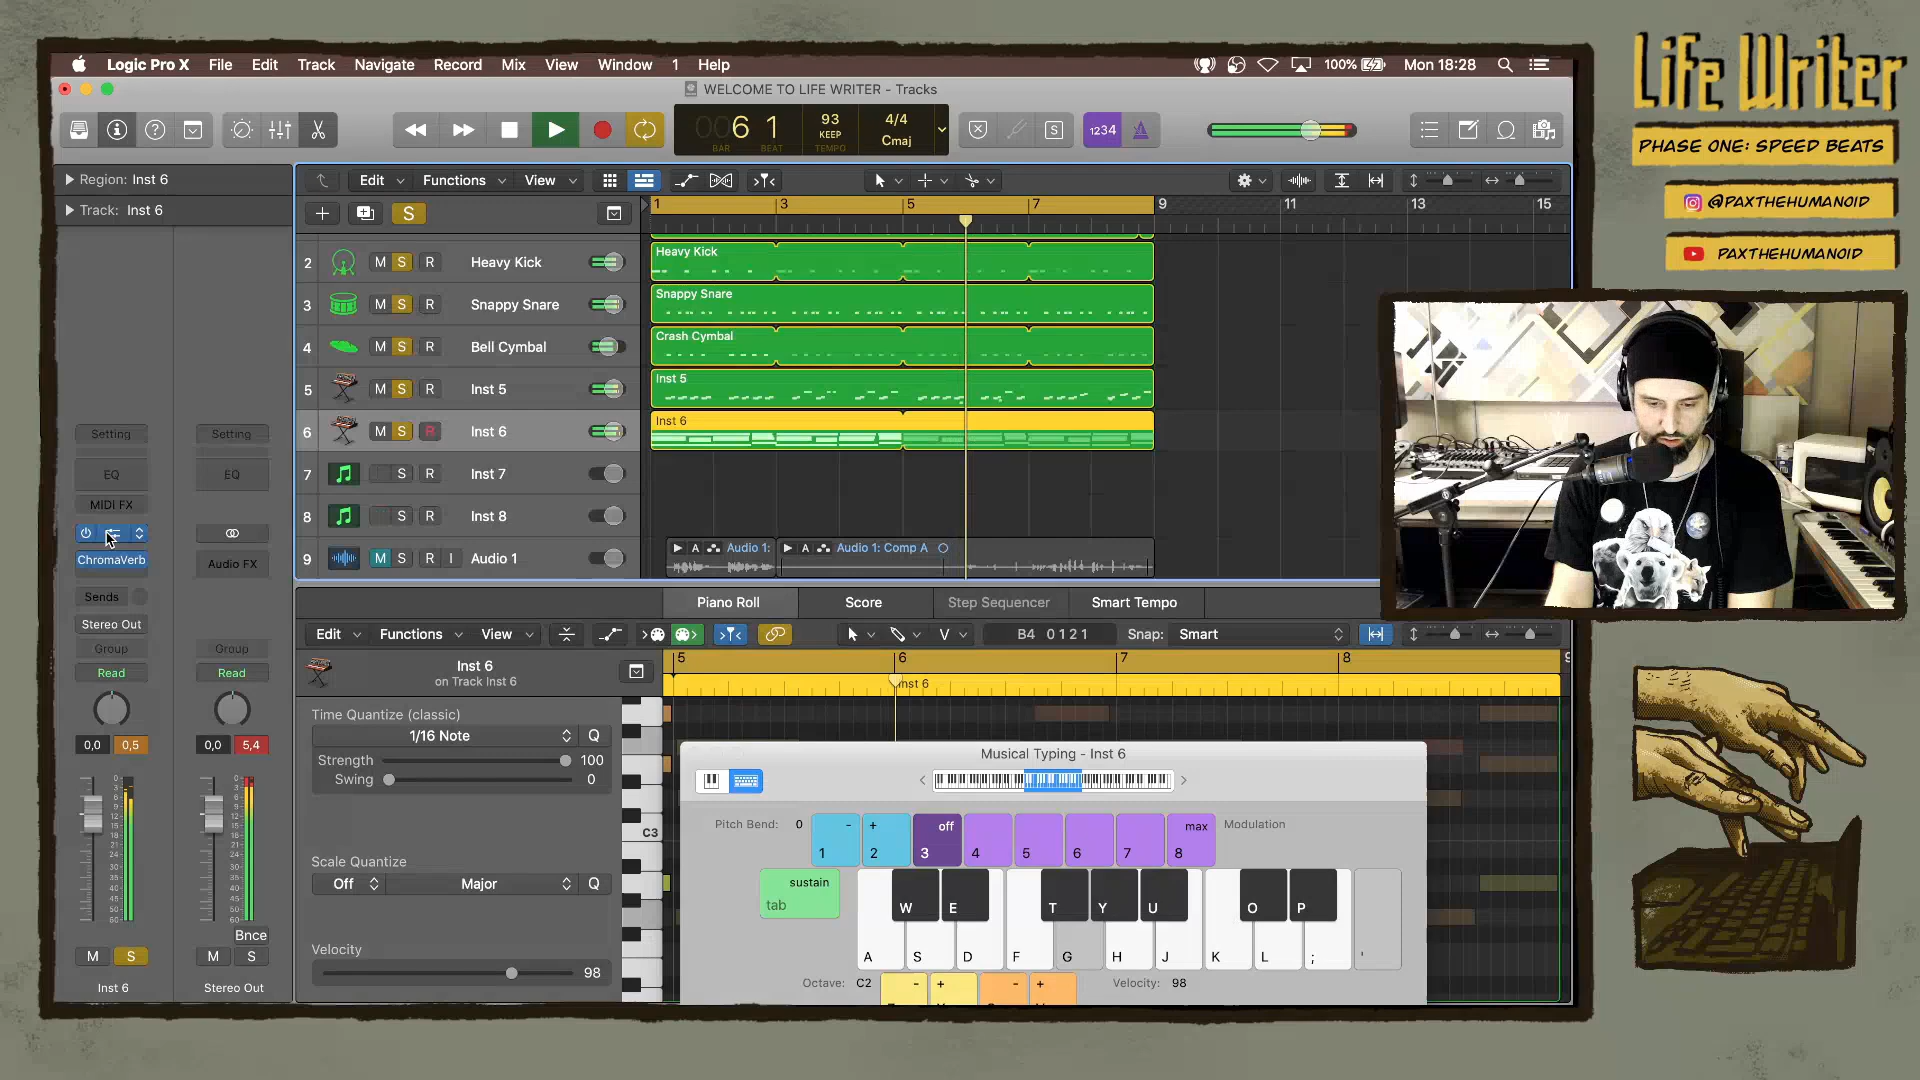 Life Writer
PHASE ONE: SPEED BEATS
@PAXTHEHUMANOID
PAXTHEHUMANOID
Logic Pro X File Edit Track Navigate Record Mix View Window 1 Help
100% Mon 18:28
WELCOME TO LIFE WRITER - Tracks
006 1
BAR BEAT
93
KEEP
TEMPO
4/4
Cmaj
S
1234
Region: Inst 6
Track: Inst 6
Edit Functions View
S
1 3 5 7 9 11 13 15
2 M S R Heavy Kick
Heavy Kick
3 M S R Snappy Snare
Snappy Snare
4 M S R Bell Cymbal
Crash Cymbal
5 M S R Inst 5
Inst 5
6 M S R Inst 6
Inst 6
7 S R Inst 7
8 S R Inst 8
9 M S R I Audio 1
A Audio 1:
A Audio 1: Comp A
Setting Setting
EQ EQ
MIDI FX
ChromaVerb
Audio FX
Sends
Stereo Out
Group Group
Read Read
0,0 0,5 0,0 5,4
Bnce
M S M S
Inst 6 Stereo Out
Piano Roll Score Step Sequencer Smart Tempo
Edit Functions View
V
B4 0 1 2 1
Snap: Smart
Inst 6
on Track Inst 6
5 6 7 8 9
Inst 6
Time Quantize (classic)
1/16 Note Q
Strength 100
Swing 0
Scale Quantize
Off Major Q
Velocity
98
C3
Musical Typing - Inst 6
Pitch Bend: 0 - + off max Modulation
1 2 3 4 5 6 7 8
sustain
tab
W E T Y U O P
A S D F G H J K L ; '
Octave: C2 - + - + Velocity: 98